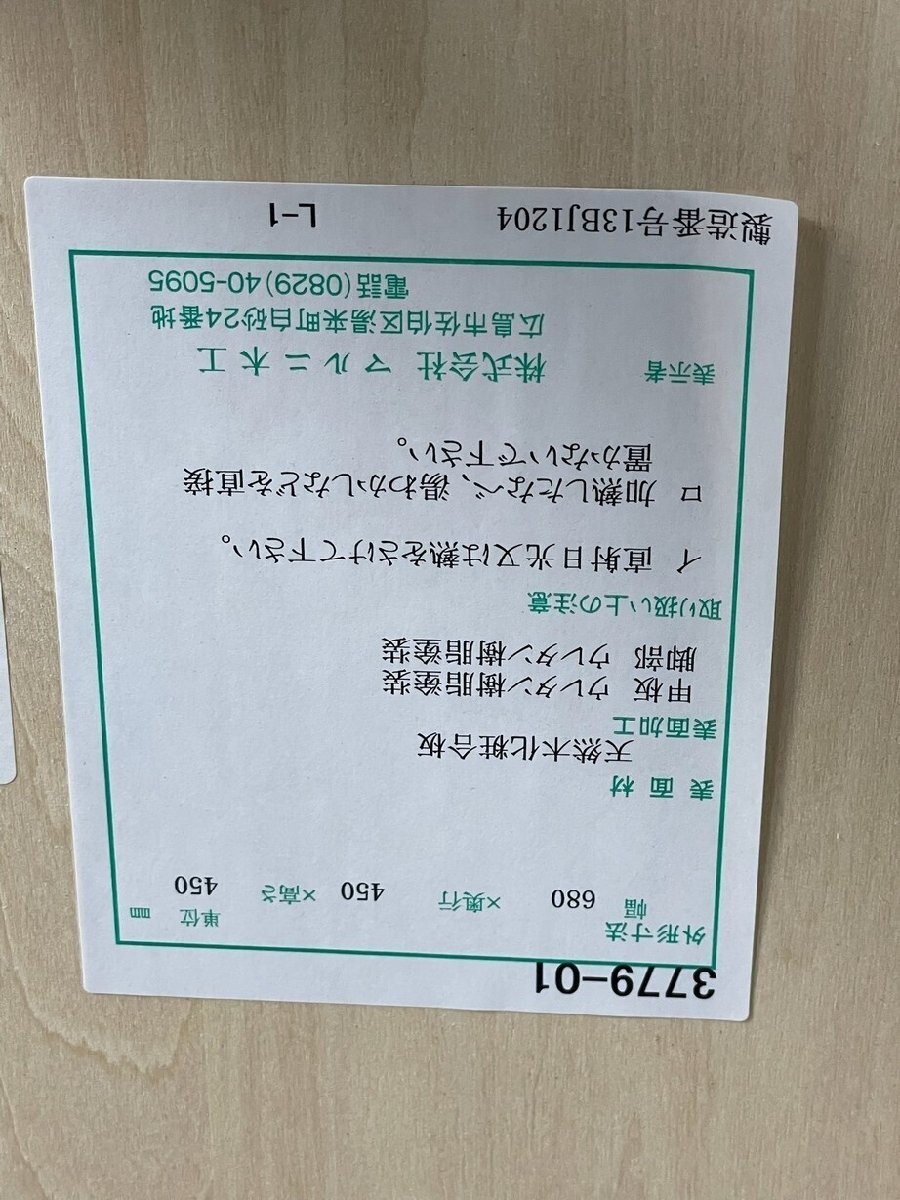 3779-01
外形寸法 単位 mm
幅 680 ×奥行 450 ×高さ 450
表面材
天然木化粧合板
表面加工
甲板 ウレタン樹脂塗装
脚部 ウレタン樹脂塗装
取り扱い上の注意
イ 直射日光又は熱をさけて下さい。
ロ 加熱したなべ、湯わかしなどを直接
置かないで下さい。
表示者 株式会社 マルニ木工
広島市佐伯区湯来町白砂24番地
電話(0829)40-5095
製造番号13BJ1204 L-1